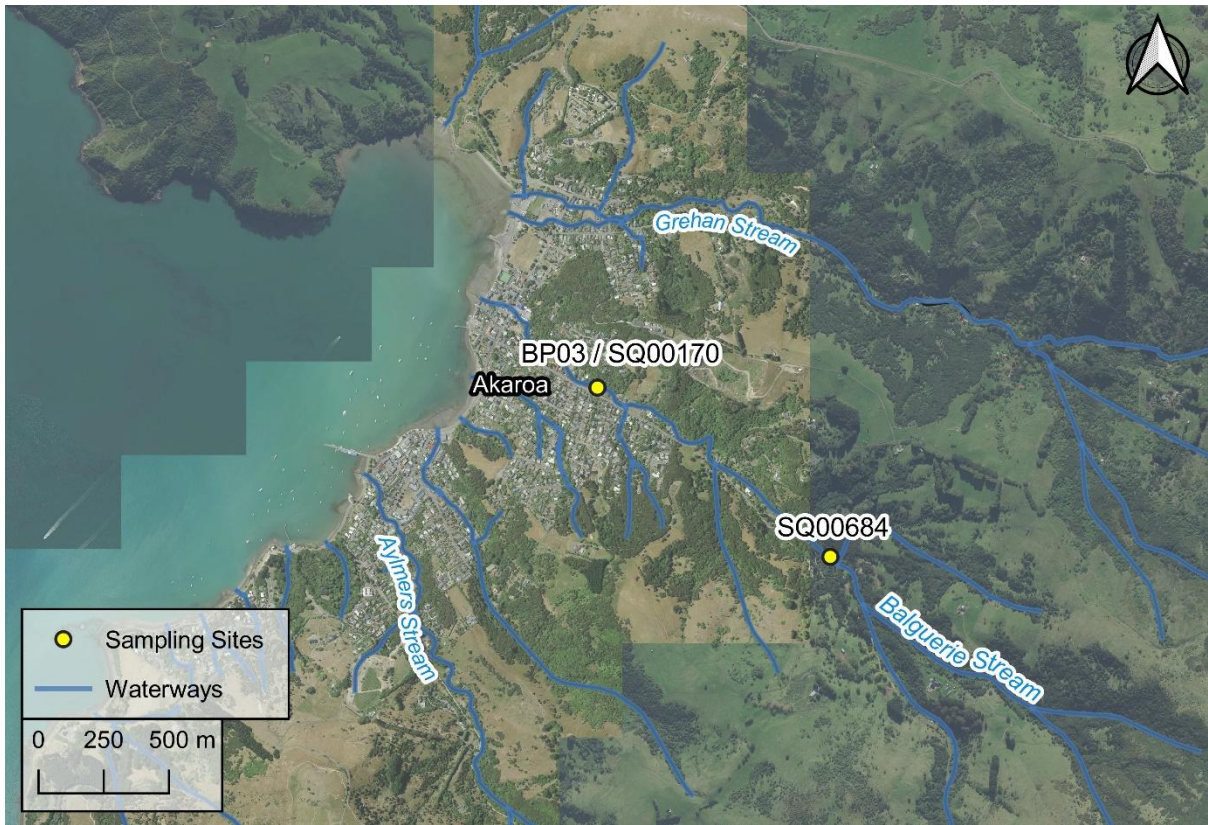 Grehan Stream
BP03 / SQ00170
Akaroa
SQ00684
Aylmers Stream
Balguerie Stream
Sampling Sites
Waterways
0 250 500 m